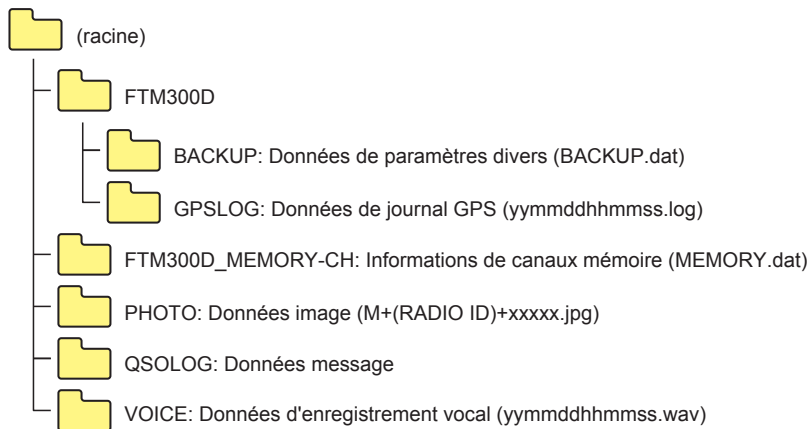 (racine)
FTM300D
BACKUP: Données de paramètres divers (BACKUP.dat)
GPSLOG: Données de journal GPS (yymmddhhmmss.log)
FTM300D_MEMORY-CH: Informations de canaux mémoire (MEMORY.dat)
PHOTO: Données image (M+(RADIO ID)+xxxxx.jpg)
QSOLOG: Données message
VOICE: Données d'enregistrement vocal (yymmddhhmmss.wav)